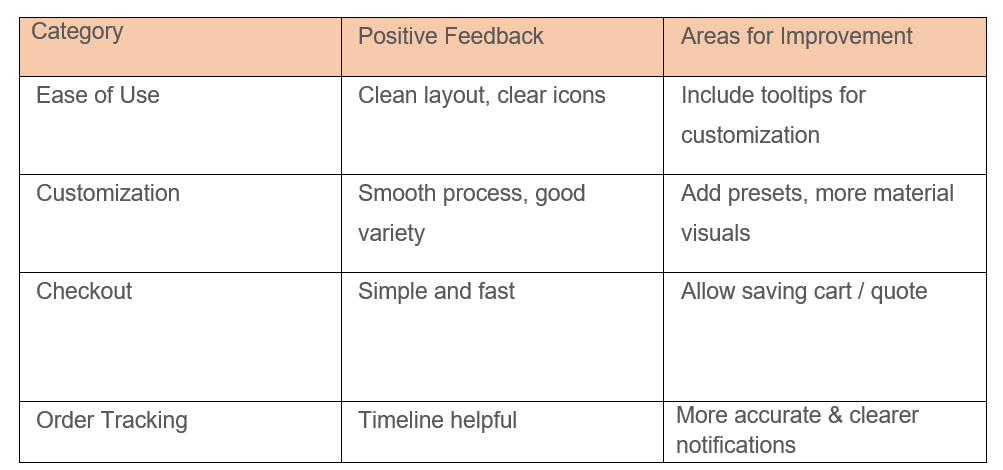 Category
Positive Feedback
Areas for Improvement
Ease of Use
Clean layout, clear icons
Include tooltips for
customization
Customization
Smooth process, good
variety
Add presets, more material
visuals
Checkout
Simple and fast
Allow saving cart / quote
Order Tracking
Timeline helpful
More accurate & clearer
notifications